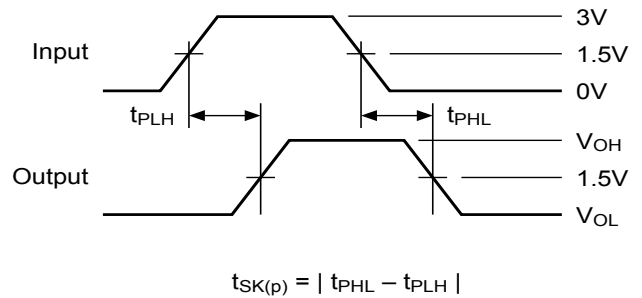 3V
Input 1.5V
0V
tPLH tPHL
VOH
Output 1.5V
VOL
tSK(p) = | tPHL – tPLH |